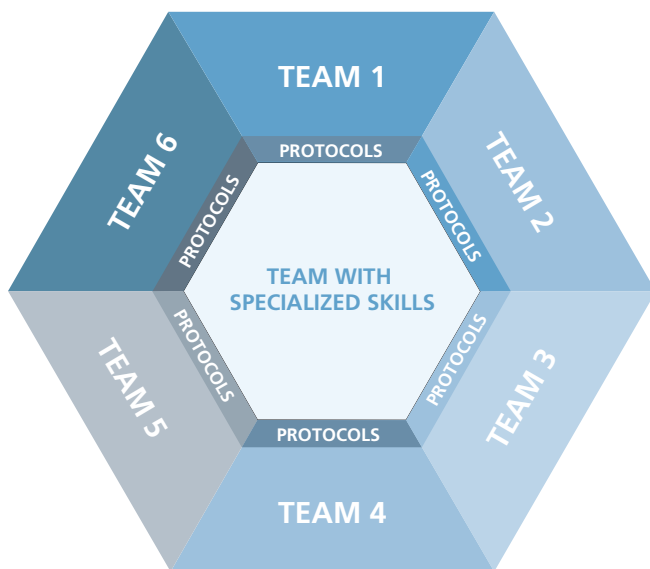 TEAM 1
PROTOCOLS
TEAM 2
PROTOCOLS
TEAM 3
PROTOCOLS
TEAM 4
PROTOCOLS
TEAM 5
PROTOCOLS
TEAM 6
PROTOCOLS
TEAM WITH
SPECIALIZED SKILLS